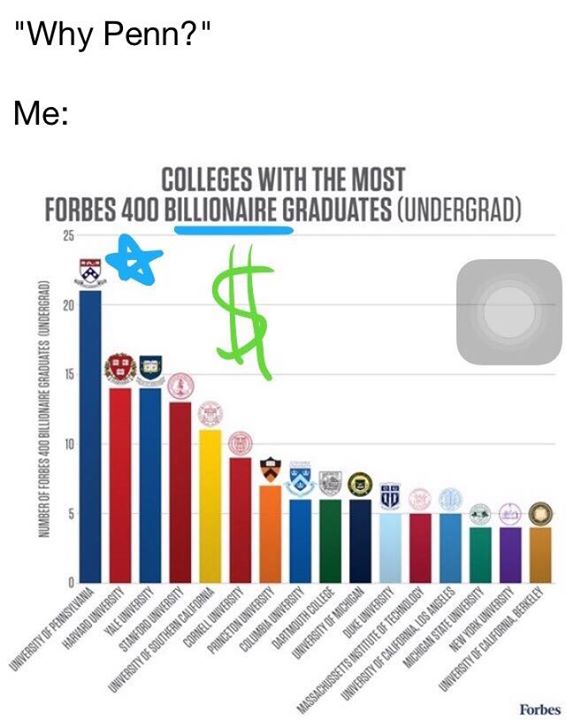 "Why Penn?"
Me:
COLLEGES WITH THE MOST
FORBES 400 BILLIONAIRE GRADUATES (UNDERGRAD)
NUMBER OF FORBES 400 BILLIONAIRE GRADUATES (UNDERGRAD)
25
20
15
10
5
0
$
UNIVERSITY OF PENNSYLVANIA
HARVARD UNIVERSITY
YALE UNIVERSITY
STANFORD UNIVERSITY
UNIVERSITY OF SOUTHERN CALIFORNIA
CORNELL UNIVERSITY
PRINCETON UNIVERSITY
COLUMBIA UNIVERSITY
DARTMOUTH COLLEGE
UNIVERSITY OF MICHIGAN
DUKE UNIVERSITY
MASSACHUSSETS INSTITUTE OF TECHNOLOGY
UNIVERSITY OF CALIFORNIA, LOS ANGELES
MICHIGAN STATE UNIVERSITY
NEW YORK UNIVERSITY
UNIVERSITY OF CALIFORNIA, BERKELEY
Forbes